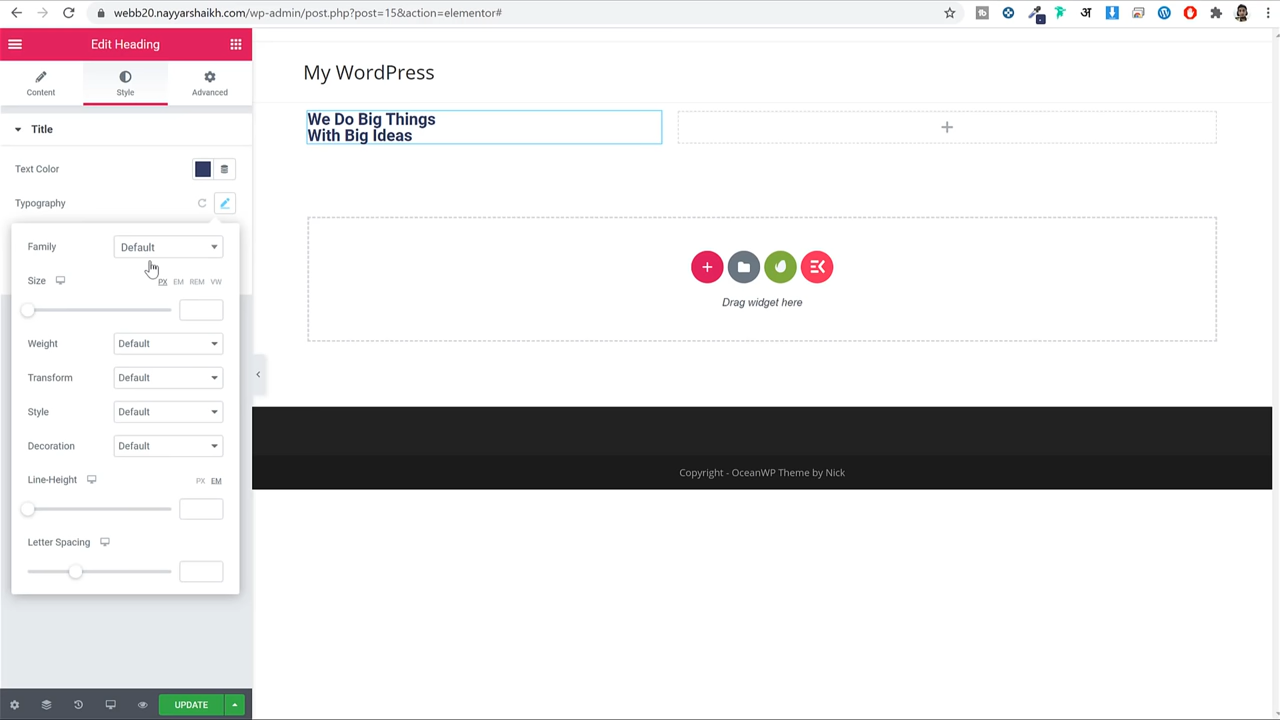 webb20.nayyarshaikh.com/wp-admin/post.php?post=15&action=elementor#
Edit Heading
Content
Style
Advanced
Title
Text Color
Typography
Family
Default
Size
PX EM REM VW
Weight
Default
Transform
Default
Style
Default
Decoration
Default
Line-Height
PX EM
Letter Spacing
UPDATE
My WordPress
We Do Big Things
With Big Ideas
Drag widget here
Copyright - OceanWP Theme by Nick